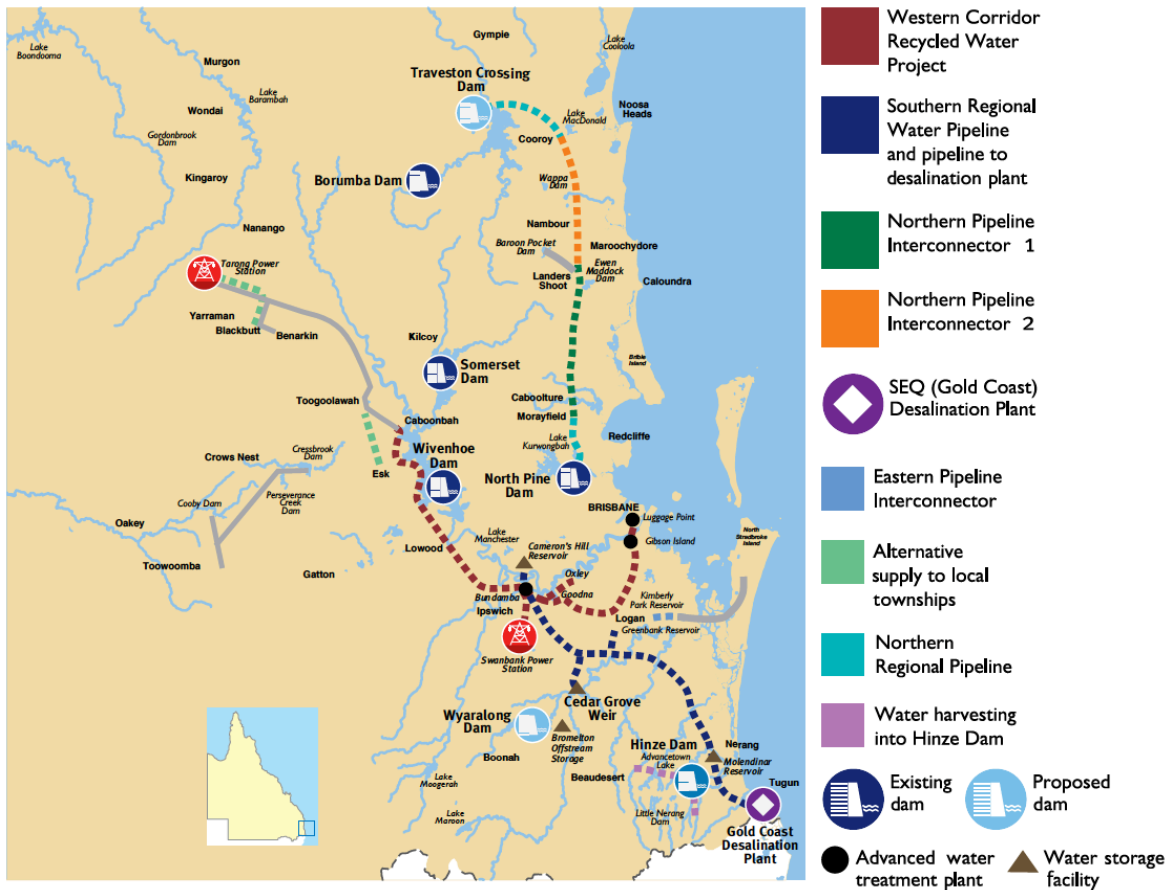 Gympie
Lake
Cooloola
Lake
Boondooma
Murgon
Traveston Crossing
Dam
Lake
Barambah
Wondai
Noosa
Heads
Lake
MacDonald
Gordonbrook
Dam
Cooroy
Kingaroy
Borumba Dam
Wappa
Dam
Nanango
Nambour
Baroon Pocket
Dam
Maroochydore
Tarong Power
Station
Ewen
Maddock
Dam
Landers
Shoot
Caloundra
Yarraman
Blackbutt
Benarkin
Kilcoy
Bribie
Island
Somerset
Dam
Toogoolawah
Caboolture
Morayfield
Caboonbah
Lake
Kurwongbah
Redcliffe
Wivenhoe
Dam
Cressbrook
Dam
Crows Nest
Esk
North Pine
Dam
Perseverance
Creek
Dam
Cooby Dam
BRISBANE
Luggage Point
Oakey
Lake
Manchester
Gibson Island
North
Stradbroke
Island
Lowood
Cameron's Hill
Reservoir
Toowoomba
Gatton
Oxley
Bundamba
Goodna
Kimberly
Park Reservoir
Ipswich
Logan
Greenbank Reservoir
Swanbank Power
Station
Cedar Grove
Weir
Wyaralong
Dam
Bromelton
Offstream
Storage
Hinze Dam
Advancetown
Lake
Nerang
Molendinar
Reservoir
Boonah
Beaudesert
Lake
Moogerah
Tugun
Little Nerang
Dam
Lake
Maroon
Gold Coast
Desalination
Plant
Western Corridor
Recycled Water
Project
Southern Regional
Water Pipeline
and pipeline to
desalination plant
Northern Pipeline
Interconnector 1
Northern Pipeline
Interconnector 2
SEQ (Gold Coast)
Desalination Plant
Eastern Pipeline
Interconnector
Alternative
supply to local
townships
Northern
Regional Pipeline
Water harvesting
into Hinze Dam
Existing
dam
Proposed
dam
Advanced water
treatment plant
Water storage
facility